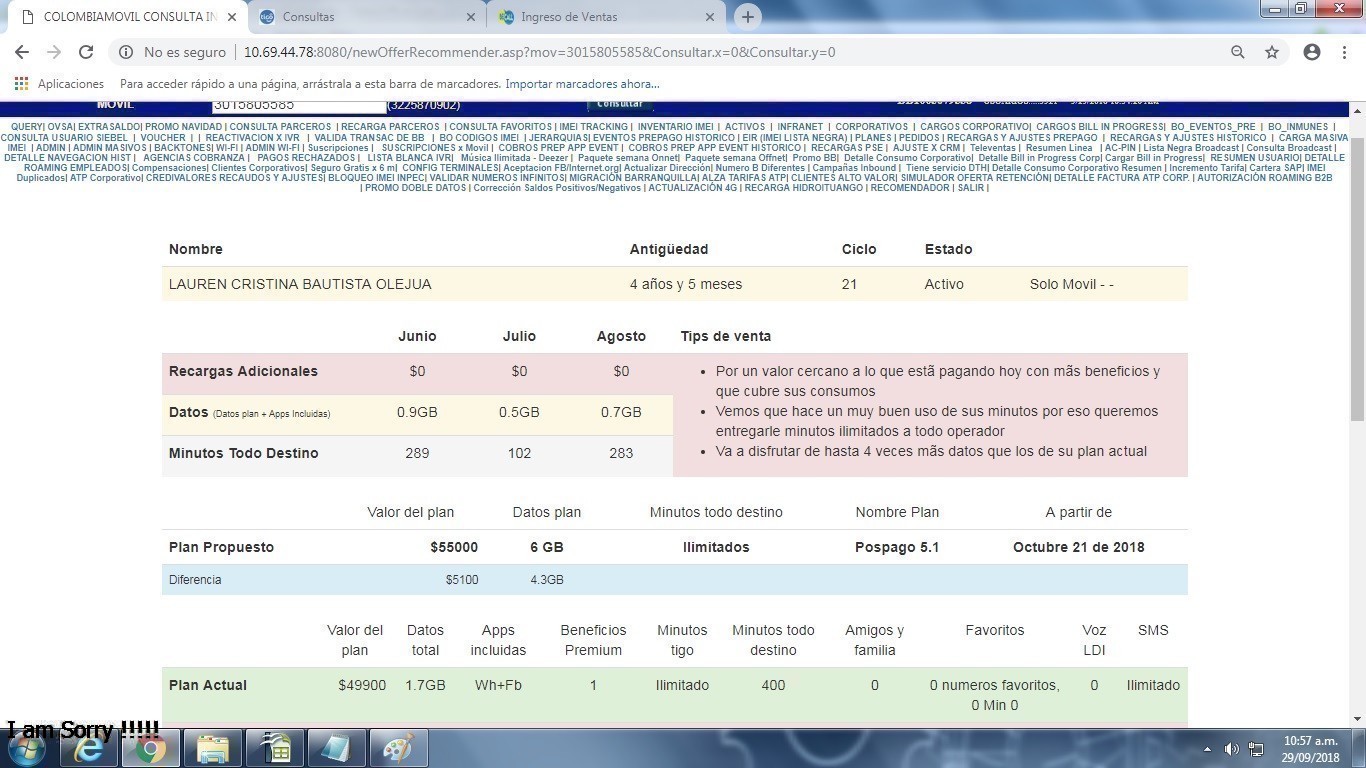 COLOMBIAMOVIL CONSULTA IN
Consultas
Ingreso de Ventas
No es seguro | 10.69.44.78:8080/newOfferRecommender.asp?mov=3015805585&Consultar.x=0&Consultar.y=0
Aplicaciones Para acceder rápido a una página, arrástrala a esta barra de marcadores. Importar marcadores ahora...
MOVIL 3015805585 (3225870902) Consultar
QUERY| OVSA| EXTRASALDO| PROMO NAVIDAD | CONSULTA PARCEROS | RECARGA PARCEROS | CONSULTA FAVORITOS | IMEI TRACKING | INVENTARIO IMEI | ACTIVOS | INFRANET | CORPORATIVOS | CARGOS CORPORATIVO| CARGOS BILL IN PROGRESS| BO_EVENTOS_PRE | BO_INMUNES |
CONSULTA USUARIO SIEBEL | VOUCHER | | REACTIVACION X IVR | VALIDA TRANSAC DE BB | BO CODIGOS IMEI | JERARQUIAS| EVENTOS PREPAGO HISTORICO | EIR (IMEI LISTA NEGRA) | PLANES | PEDIDOS | RECARGAS Y AJUSTES PREPAGO | RECARGAS Y AJUSTES HISTORICO | CARGA MASIVA
IMEI | ADMIN | ADMIN MASIVOS | BACKTONES| WI-FI | ADMIN WI-FI | Suscripciones | SUSCRIPCIONES x Movil | COBROS PREP APP EVENT | COBROS PREP APP EVENT HISTORICO | RECARGAS PSE | AJUSTE X CRM | Televentas | Resumen Linea | AC-PIN | Lista Negra Broadcast | Consulta Broadcast |
DETALLE NAVEGACION HIST | AGENCIAS COBRANZA | PAGOS RECHAZADOS | LISTA BLANCA IVR| Música Ilimitada - Deezer | Paquete semana Onnet| Paquete semana Offnet| Promo BB| Detalle Consumo Corporativo| Detalle Bill in Progress Corp| Cargar Bill in Progress| RESUMEN USUARIO| DETALLE
ROAMING EMPLEADOS| Compensaciones| Clientes Corporativos| Seguro Gratis x 6 m| CONFIG TERMINALES| Aceptacion FB/Internet.org| Actualizar Dirección| Numero B Diferentes | Campañas Inbound | Tiene servicio DTH| Detalle Consumo Corporativo Resumen | Incremento Tarifa| Cartera SAP| IMEI
Duplicados| ATP Corporativo| CREDIVALORES RECAUDOS Y AJUSTES| BLOQUEO IMEI INPEC| VALIDAR NUMEROS INFINITOS| MIGRACIÓN BARRANQUILLA| ALZA TARIFAS ATP| CLIENTES ALTO VALOR| SIMULADOR OFERTA RETENCIÓN| DETALLE FACTURA ATP CORP. | AUTORIZACIÓN ROAMING B2B
| PROMO DOBLE DATOS | Corrección Saldos Positivos/Negativos | ACTUALIZACIÓN 4G | RECARGA HIDROITUANGO | RECOMENDADOR | SALIR |
Nombre Antigüedad Ciclo Estado
LAUREN CRISTINA BAUTISTA OLEJUA 4 años y 5 meses 21 Activo Solo Movil - -
Junio Julio Agosto Tips de venta
Recargas Adicionales $0 $0 $0
Datos (Datos plan + Apps Incluidas) 0.9GB 0.5GB 0.7GB
Minutos Todo Destino 289 102 283
• Por un valor cercano a lo que estã pagando hoy con mãs beneficios y
que cubre sus consumos
• Vemos que hace un muy buen uso de sus minutos por eso queremos
entregarle minutos ilimitados a todo operador
• Va a disfrutar de hasta 4 veces mãs datos que los de su plan actual
Valor del plan Datos plan Minutos todo destino Nombre Plan A partir de
Plan Propuesto $55000 6 GB Ilimitados Pospago 5.1 Octubre 21 de 2018
Diferencia $5100 4.3GB
Valor del plan Datos total Apps incluidas Beneficios Premium Minutos tigo Minutos todo destino Amigos y familia Favoritos Voz LDI SMS
Plan Actual $49900 1.7GB Wh+Fb 1 Ilimitado 400 0 0 numeros favoritos, 0 Min 0 0 Ilimitado
I am Sorry !!!!!
10:57 a.m.
29/09/2018